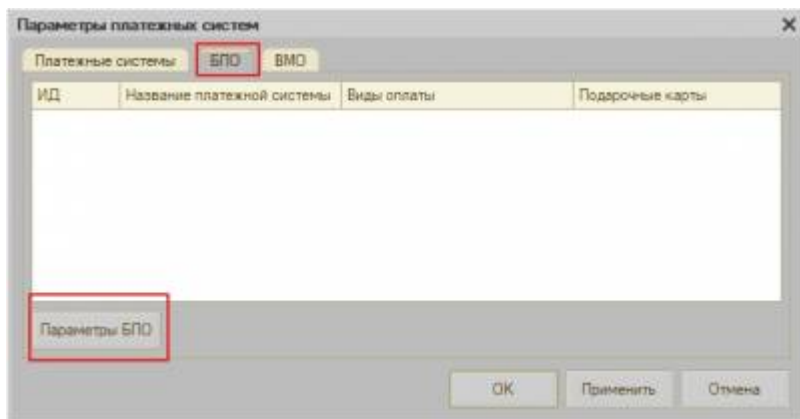 Параметры платежных систем
Платежные системы БПО ВМО
ИД Название платежной системы Виды оплаты Подарочные карты
Параметры БПО
ОК Применить Отмена